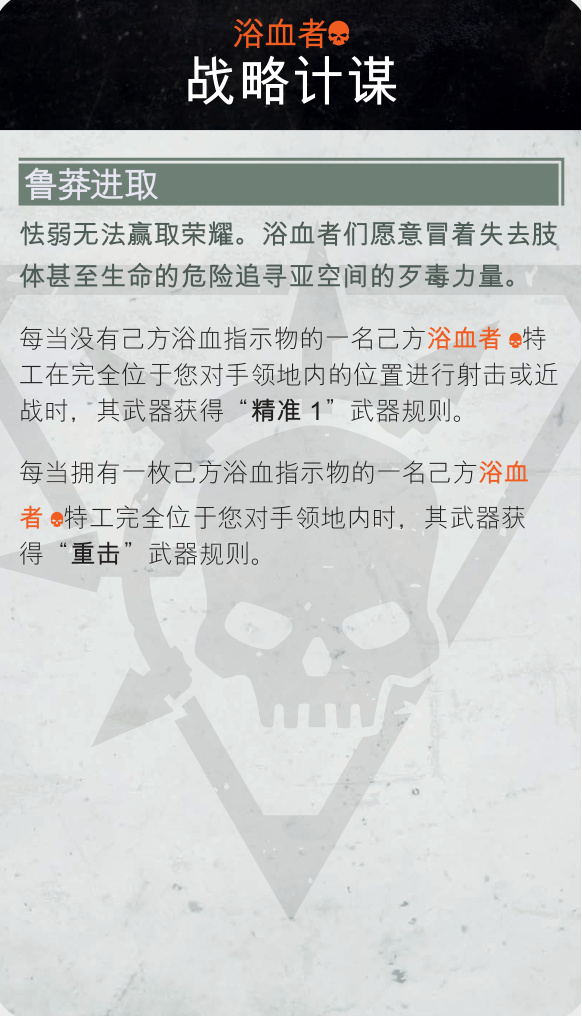 浴血者
战略计谋
鲁莽进取
怯弱无法赢取荣耀。浴血者们愿意冒着失去肢
体甚至生命的危险追寻亚空间的歹毒力量。
每当没有己方浴血指示物的一名己方浴血者 特
工在完全位于您对手领地内的位置进行射击或近
战时，其武器获得“精准 1”武器规则。
每当拥有一枚己方浴血指示物的一名己方浴血
者 特工完全位于您对手领地内时，其武器获
得“重击”武器规则。